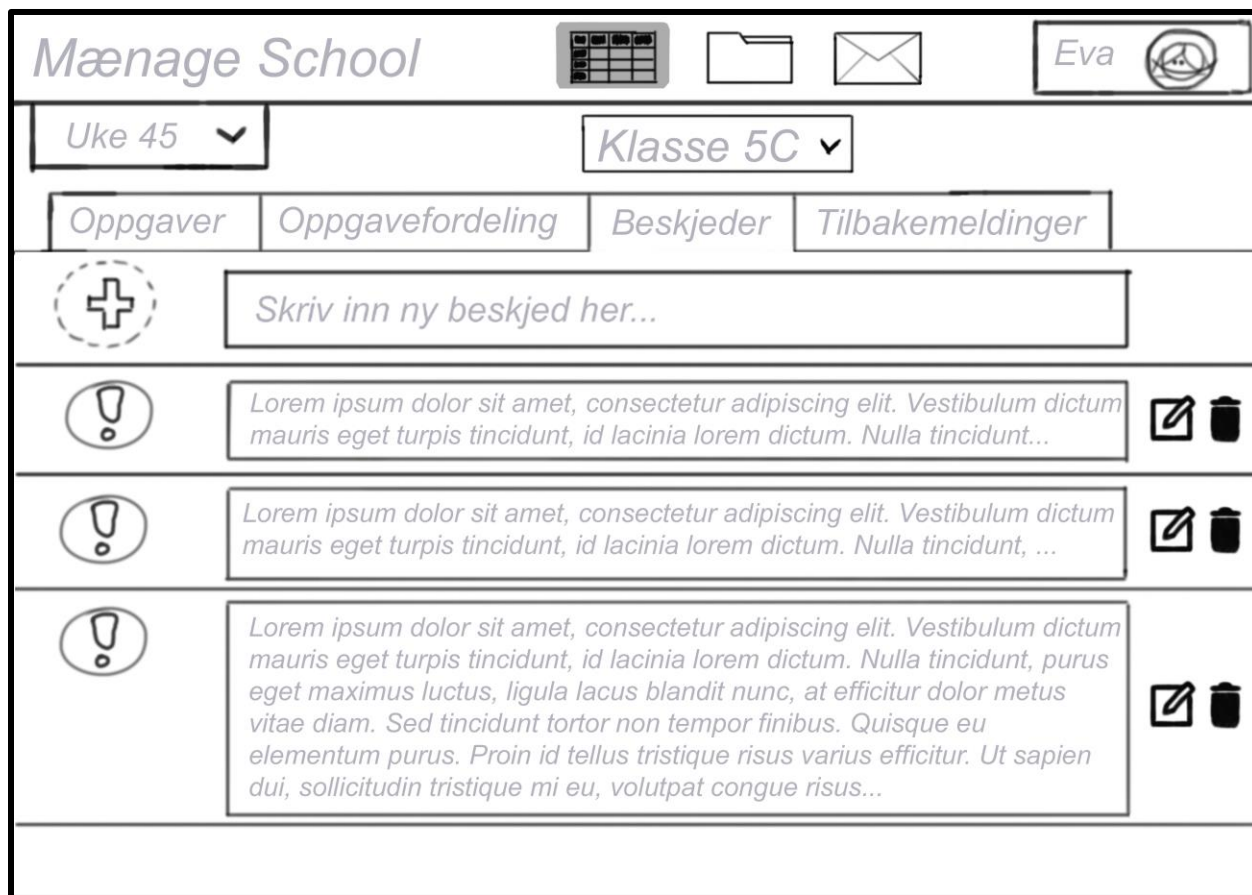 Mænage School
Eva
Uke 45
Klasse 5C
Oppgaver
Oppgavefordeling
Beskjeder
Tilbakemeldinger
Skriv inn ny beskjed her...
Lorem ipsum dolor sit amet, consectetur adipiscing elit. Vestibulum dictum
mauris eget turpis tincidunt, id lacinia lorem dictum. Nulla tincidunt...
Lorem ipsum dolor sit amet, consectetur adipiscing elit. Vestibulum dictum
mauris eget turpis tincidunt, id lacinia lorem dictum. Nulla tincidunt, ...
Lorem ipsum dolor sit amet, consectetur adipiscing elit. Vestibulum dictum
mauris eget turpis tincidunt, id lacinia lorem dictum. Nulla tincidunt, purus
eget maximus luctus, ligula lacus blandit nunc, at efficitur dolor metus
vitae diam. Sed tincidunt tortor non tempor finibus. Quisque eu
elementum purus. Proin id tellus tristique risus varius efficitur. Ut sapien
dui, sollicitudin tristique mi eu, volutpat congue risus...